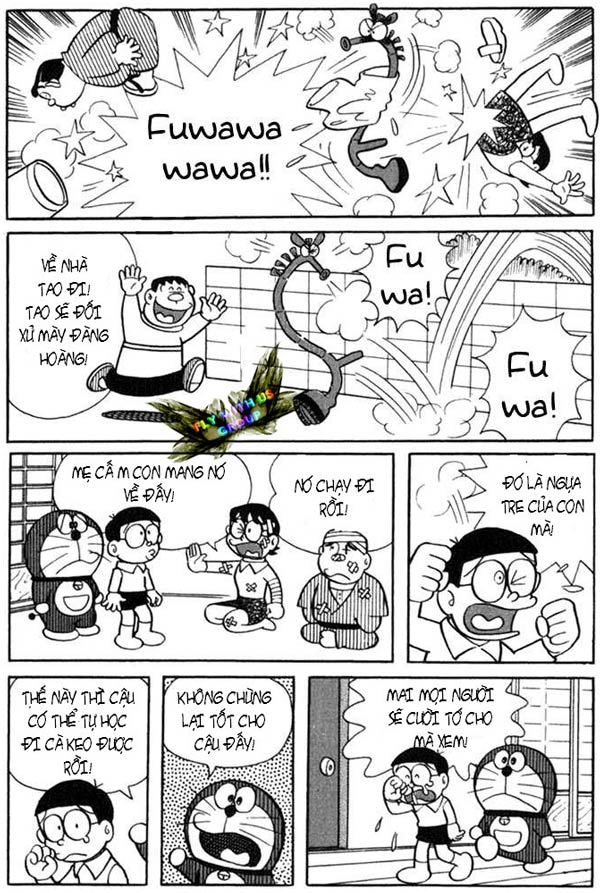 Fuwawa
wawa!!
VỀ NHÀ
TAO ĐI!
TAO SẼ ĐỐI
XỬ MÀY ĐÀNG
HOÀNG!
Fu
wa!
Fu
wa!
FLY WITH US
GROUP
MẸ CẤM CON MANG NÓ
VỀ ĐẤY!
NÓ CHẠY ĐI
RỒI!
ĐÓ LÀ NGỰA
TRE CỦA CON
MÀ!
THẾ NÀY THÌ CẬU
CÓ THỂ TỰ HỌC
ĐI CÀ KEO ĐƯỢC
RỒI!
KHÔNG CHỪNG
LẠI TỐT CHO
CẬU ĐẤY!
MAI MỌI NGƯỜI
SẼ CƯỜI TỚ CHO
MÀ XEM!